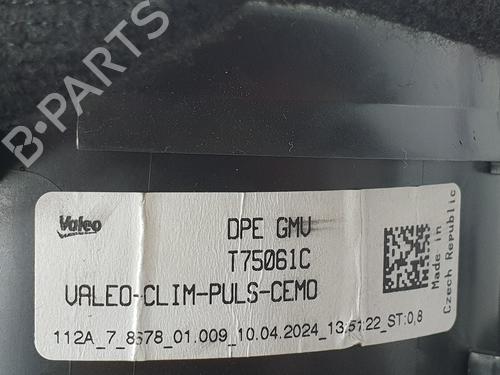 B-PARTS
Valeo
DPE GMV
T75061C
VALEO-CLIM-PULS-CEMO
112A_7_8678_01.009_10.04.2024_13:51:22_ST:0,8
Made in
Czech Republic